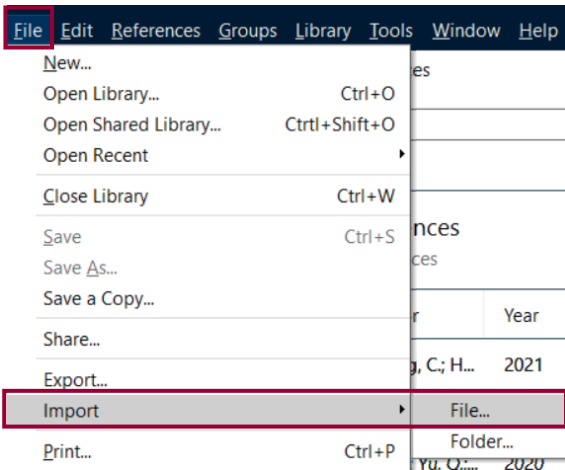 File Edit References Groups Library Tools Window Help
New...
es
Open Library... Ctrl+O
Open Shared Library... Ctrtl+Shift+O
Open Recent
Close Library Ctrl+W
nces
Save Ctrl+S
ces
Save As...
Save a Copy...
r Year
Share...
g, C.; H... 2021
Export...
Import File...
Folder...
Print... Ctrl+P
Yu, Q.;... 2020